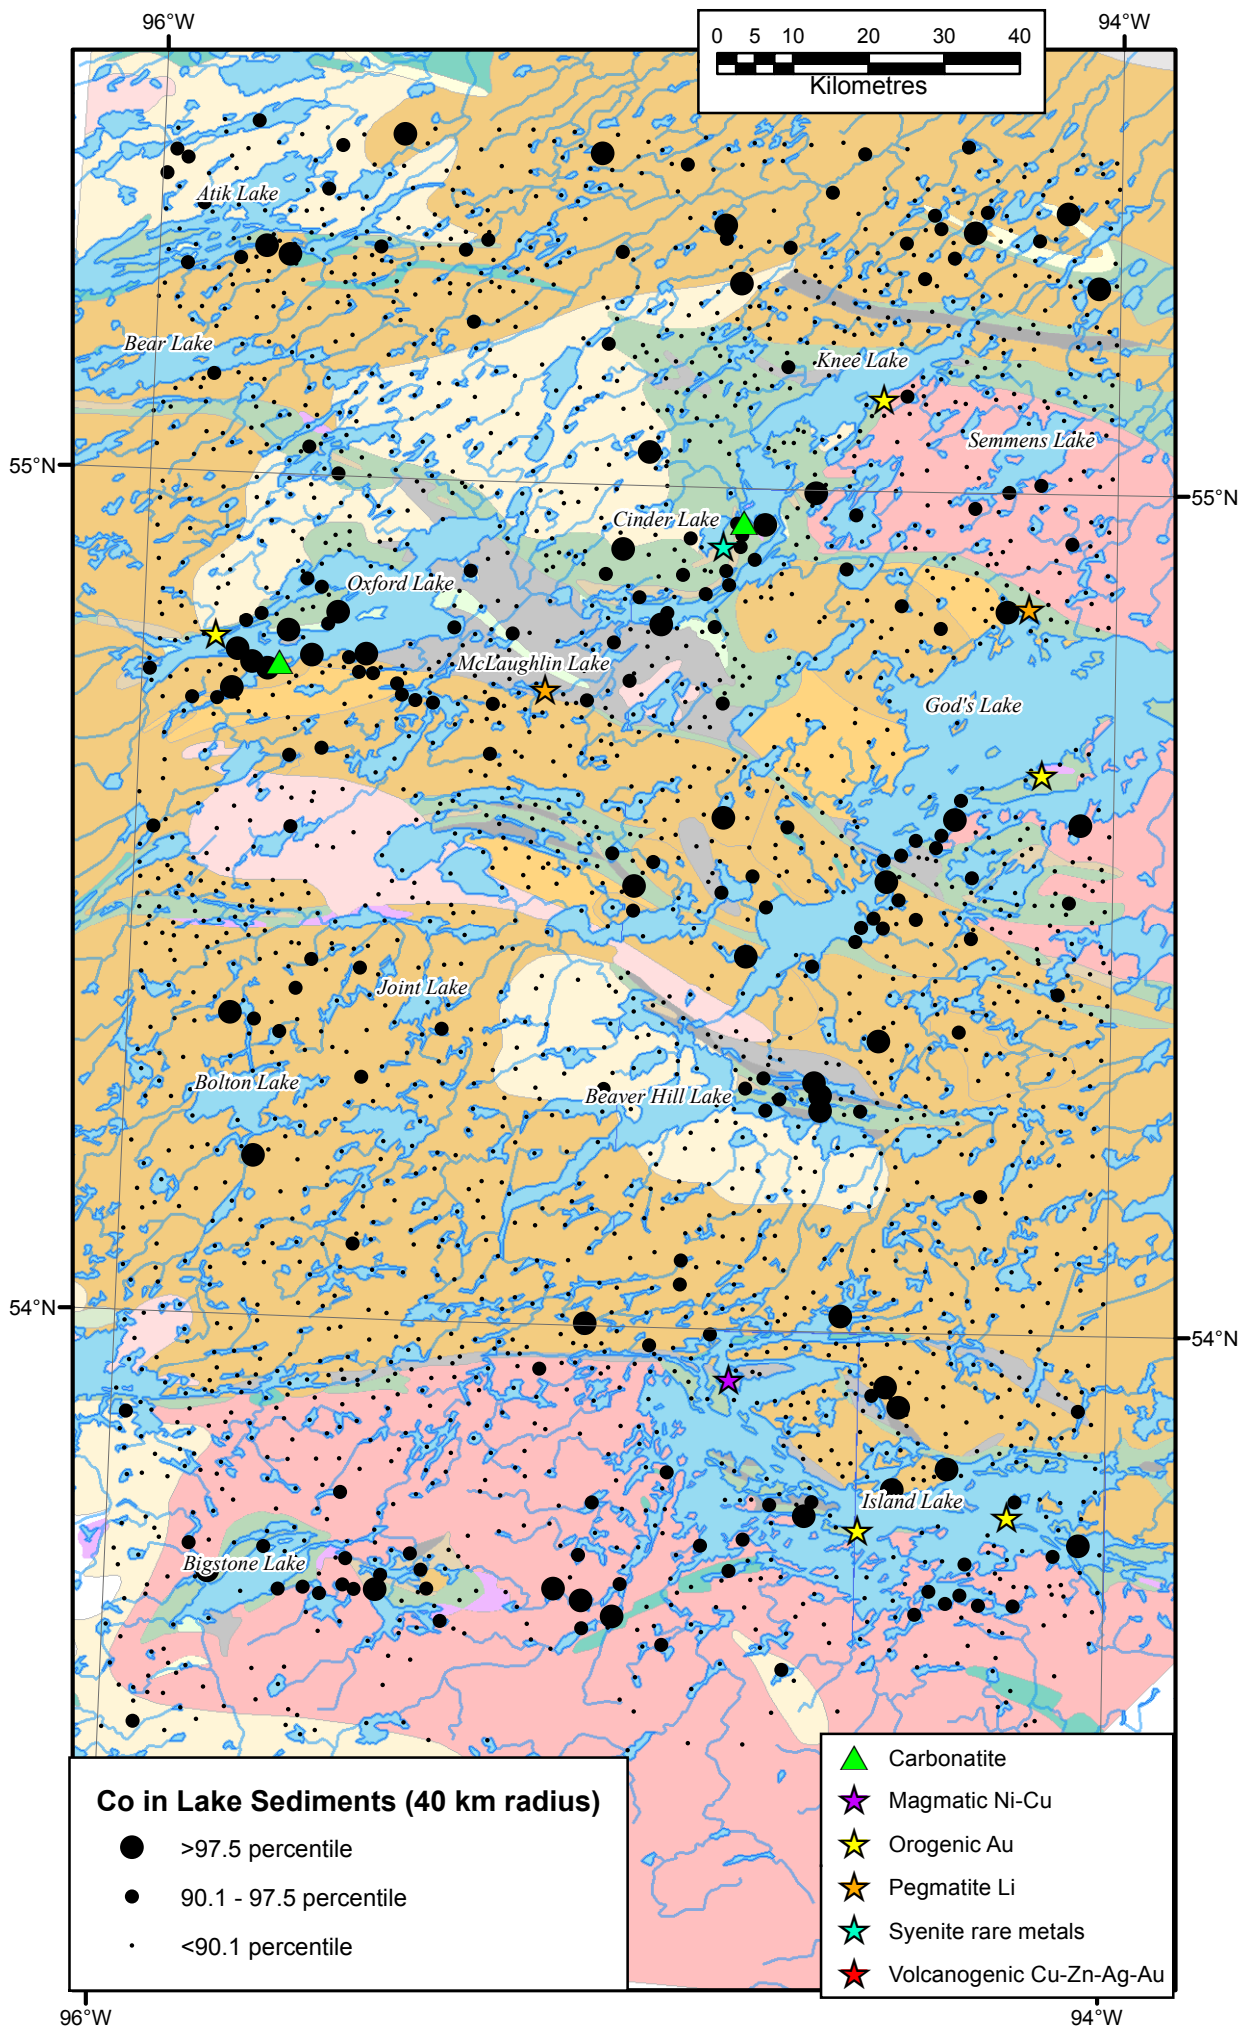 96°W
94°W
0 5 10 20 30 40
Kilometres
Atik Lake
Bear Lake
Knee Lake
Semmens Lake
55°N
55°N
Cinder Lake
Oxford Lake
McLaughlin Lake
God's Lake
Joint Lake
Bolton Lake
Beaver Hill Lake
54°N
54°N
Island Lake
Bigstone Lake
Co in Lake Sediments (40 km radius)
>97.5 percentile
90.1 - 97.5 percentile
<90.1 percentile
Carbonatite
Magmatic Ni-Cu
Orogenic Au
Pegmatite Li
Syenite rare metals
Volcanogenic Cu-Zn-Ag-Au
96°W
94°W